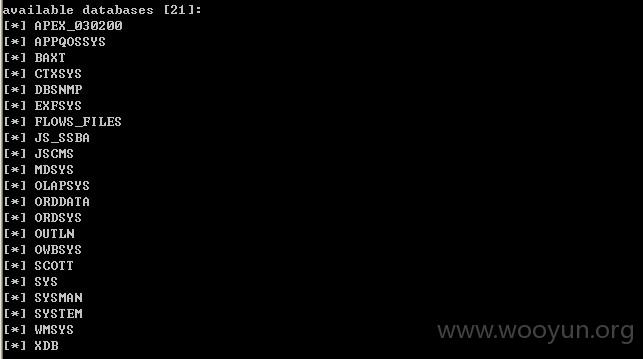 available databases [21]:
[*] APEX_030200
[*] APPQOSSYS
[*] BAXT
[*] CTXSYS
[*] DBSNMP
[*] EXFSYS
[*] FLOWS_FILES
[*] JS_SSBA
[*] JSCMS
[*] MDSYS
[*] OLAPSYS
[*] ORDDATA
[*] ORDSYS
[*] OUTLN
[*] OWBSYS
[*] SCOTT
[*] SYS
[*] SYSMAN
[*] SYSTEM
[*] WMSYS
[*] XDB
www.wooyun.org